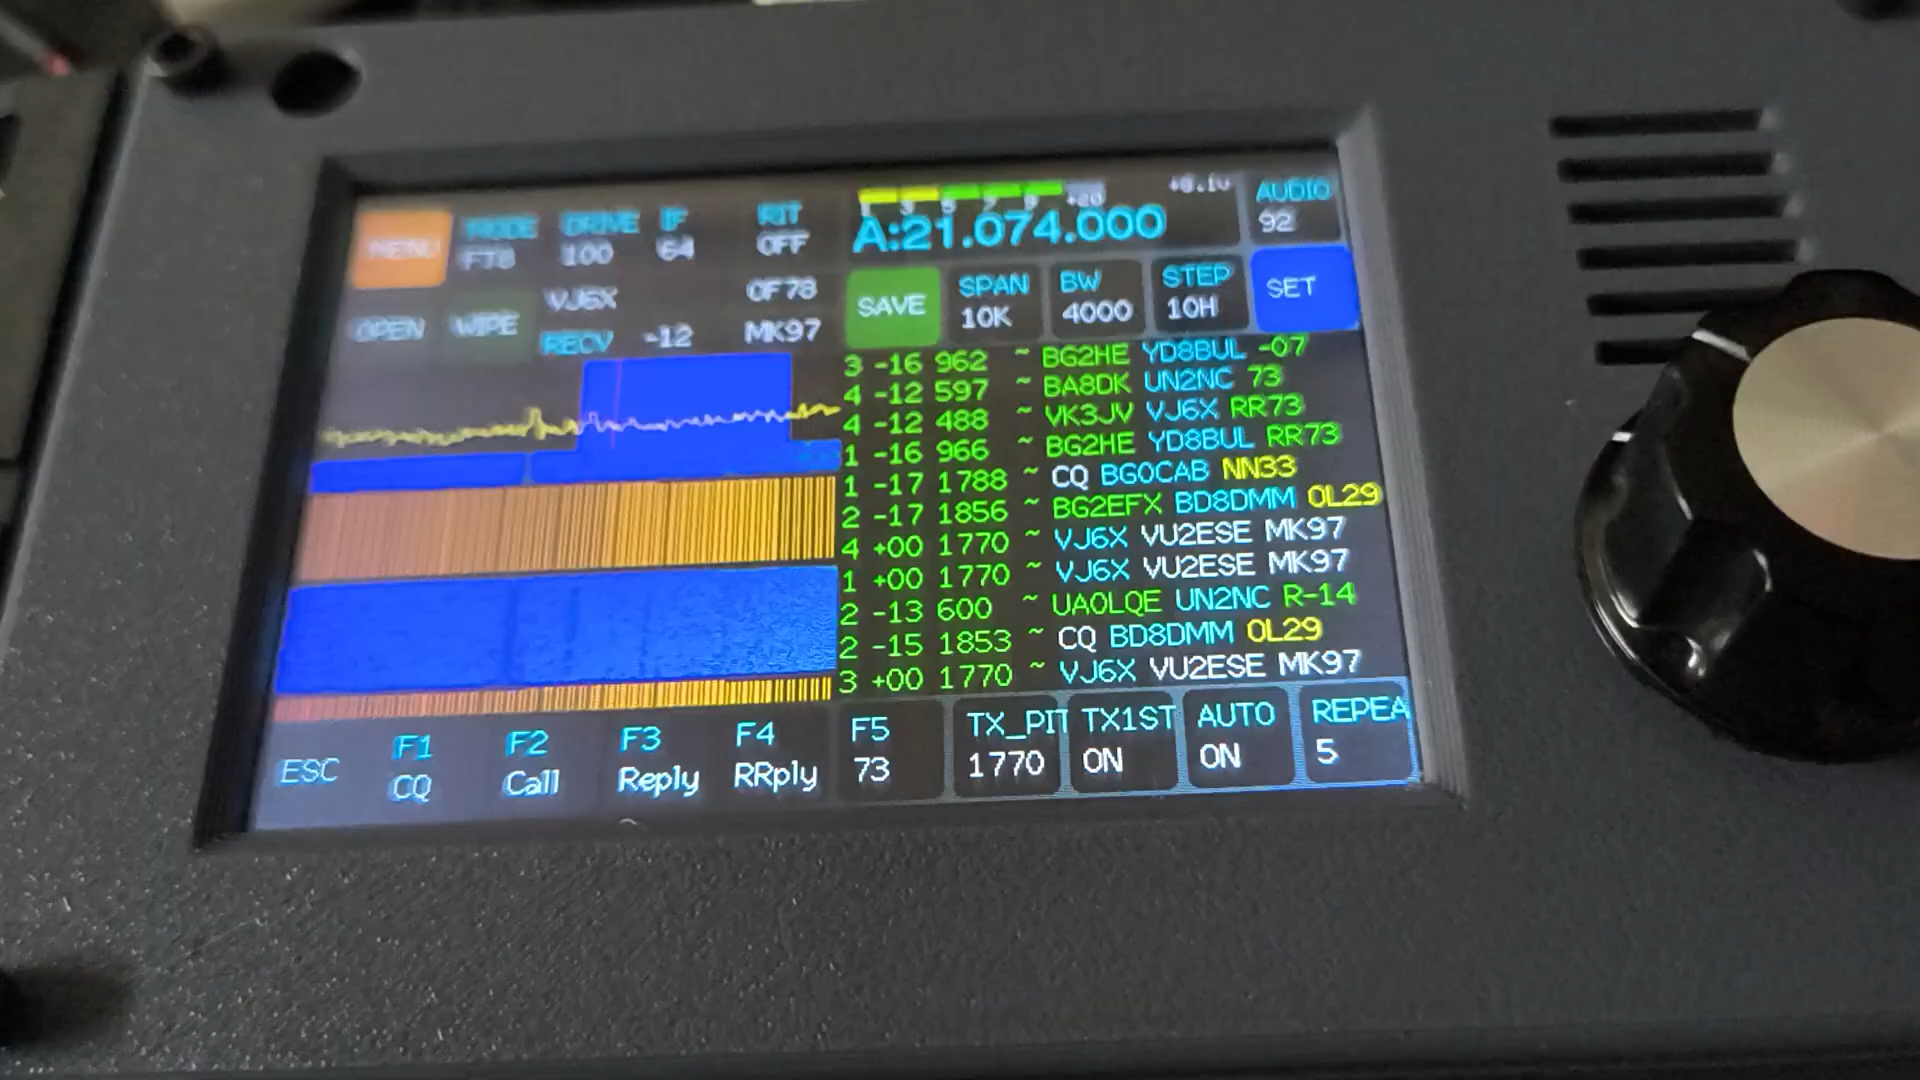 MENU MODE DRIVE IF RIT
FT8 100 64 OFF
1 3 5 7 9 +20
A:21.074.000
AUDIO
92
OPEN WIPE VJ6X OF78
RECV -12 MK97
SAVE SPAN BW STEP SET
10K 4000 10H
3 -16 962 ~ BG2HE YD8BUL -07
4 -12 597 ~ BA8DK UN2NC 73
4 -12 488 ~ VK3JV VJ6X RR73
1 -16 966 ~ BG2HE YD8BUL RR73
1 -17 1788 ~ CQ BG0CAB NN33
2 -17 1856 ~ BG2EFX BD8DMM OL29
4 +00 1770 ~ VJ6X VU2ESE MK97
1 +00 1770 ~ VJ6X VU2ESE MK97
2 -13 600 ~ UA0LQE UN2NC R-14
2 -15 1853 ~ CQ BD8DMM OL29
3 +00 1770 ~ VJ6X VU2ESE MK97
ESC F1 F2 F3 F4 F5 TX_PIT TX1ST AUTO REPEA
CQ Call Reply RRply 73 1770 ON ON 5